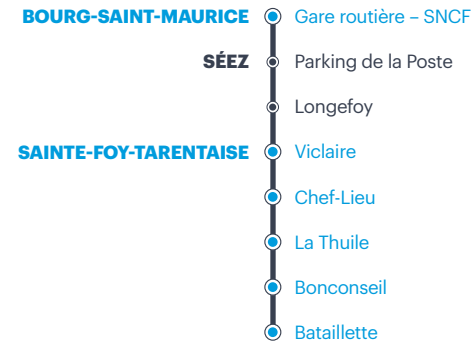 BOURG-SAINT-MAURICE Gare routière – SNCF
SÉEZ Parking de la Poste
Longefoy
SAINTE-FOY-TARENTAISE Viclaire
Chef-Lieu
La Thuile
Bonconseil
Bataillette